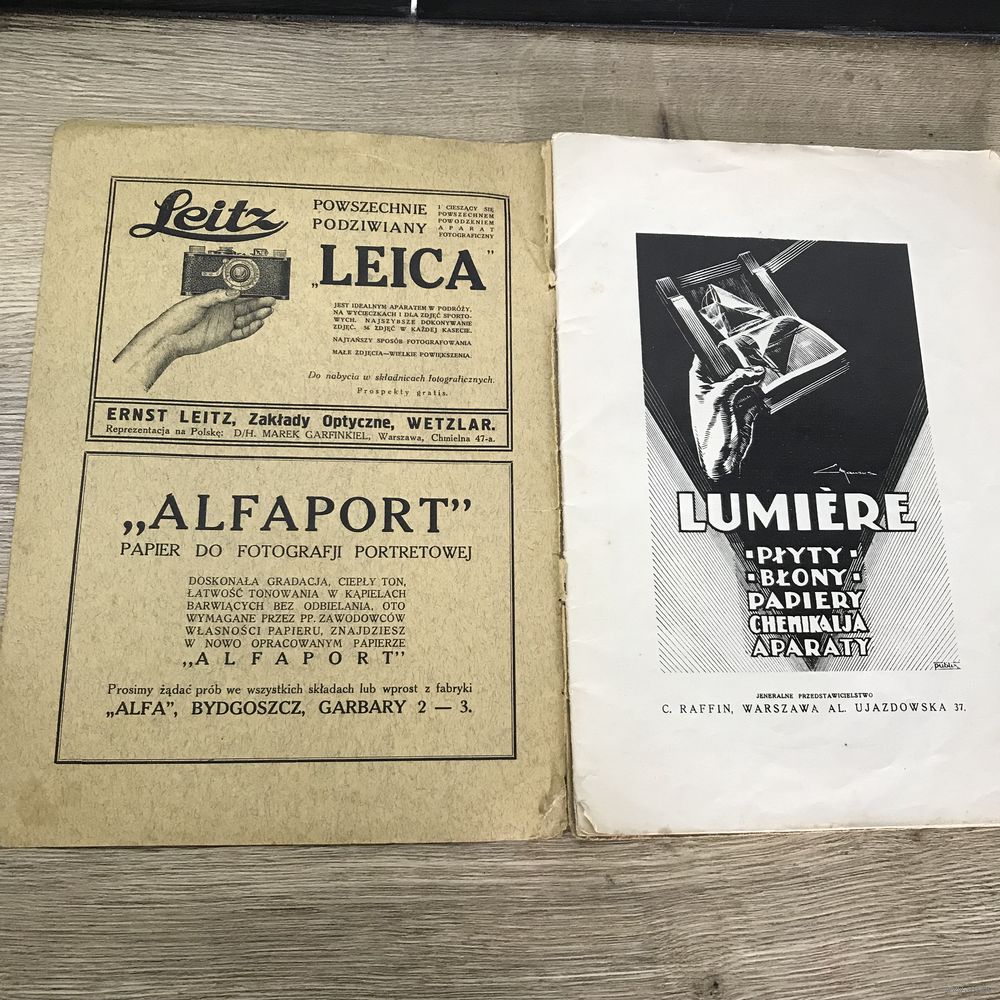 Leitz
POWSZECHNIE
PODZIWIANY
I CIESZĄCY SIĘ
POWSZECHNEM
POWODZENIEM
APARAT
FOTOGRAFICZNY
„LEICA"
JEST IDEALNYM APARATEM W PODRÓŻY,
NA WYCIECZKACH I DLA ZDJĘĆ SPORTO-
WYCH. NAJSZYBSZE DOKONYWANIE
ZDJĘĆ. 36 ZDJĘĆ W KAŻDEJ KASECIE.
NAJTAŃSZY SPOSÓB FOTOGRAFOWANIA
MAŁE ZDJĘCIA—WIELKIE POWIĘKSZENIA.
Do nabycia w składnicach fotograficznych.
Prospekty gratis.
ERNST LEITZ, Zakłady Optyczne, WETZLAR.
Reprezentacja na Polskę: D/H. MAREK GARFINKIEL, Warszawa, Chmielna 47-a.
„ALFAPORT"
PAPIER DO FOTOGRAFJI PORTRETOWEJ
DOSKONAŁA GRADACJA, CIEPŁY TON,
ŁATWOŚĆ TONOWANIA W KĄPIELACH
BARWIĄCYCH BEZ ODBIELANIA, OTO
WYMAGANE PRZEZ PP. ZAWODOWCÓW
WŁASNOŚCI PAPIERU, ZNAJDZIESZ
W NOWO OPRACOWANYM PAPIERZE
„ALFAPORT"
Prosimy żądać prób we wszystkich składach lub wprost z fabryki
„ALFA", BYDGOSZCZ, GARBARY 2 — 3.
LUMIÈRE
·PŁYTY·
·BŁONY·
PAPIERY
CHEMIKALJA
APARATY
JENERALNE PRZEDSTAWICIELSTWO
C. RAFFIN, WARSZAWA AL. UJAZDOWSKA 37.